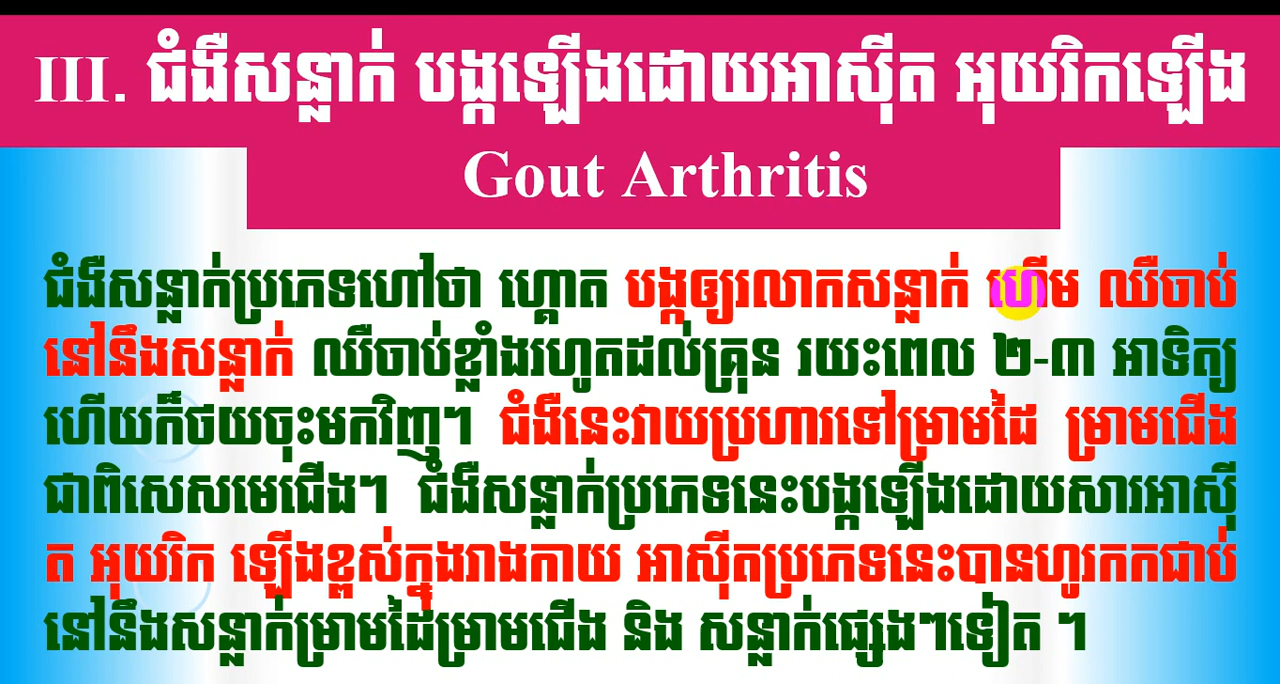 III. ជំងឺសន្លាក់ បង្កឡើងដោយអាស៊ីត អុយរិកឡើង
Gout Arthritis
ជំងឺសន្លាក់ប្រភេទហៅថា ហ្គោត បង្កឲ្យរលាកសន្លាក់ ហើម ឈឺចាប់
នៅនឹងសន្លាក់ ឈឺចាប់ខ្លាំងរហូតដល់គ្រុន រយះពេល ២-៣ អាទិត្យ
ហើយក៏ថយចុះមកវិញ។ ជំងឺនេះវាយប្រហារទៅម្រាមដៃ ម្រាមជើង
ជាពិសេសមេជើង។ ជំងឺសន្លាក់ប្រភេទនេះបង្កឡើងដោយសារអាស៊ី
ត អុយរិក ឡើងខ្ពស់ក្នុងរាងកាយ អាស៊ីតប្រភេទនេះបានហូរកកជាប់
នៅនឹងសន្លាក់ម្រាមដៃម្រាមជើង និង សន្លាក់ផ្សេងៗទៀត ។